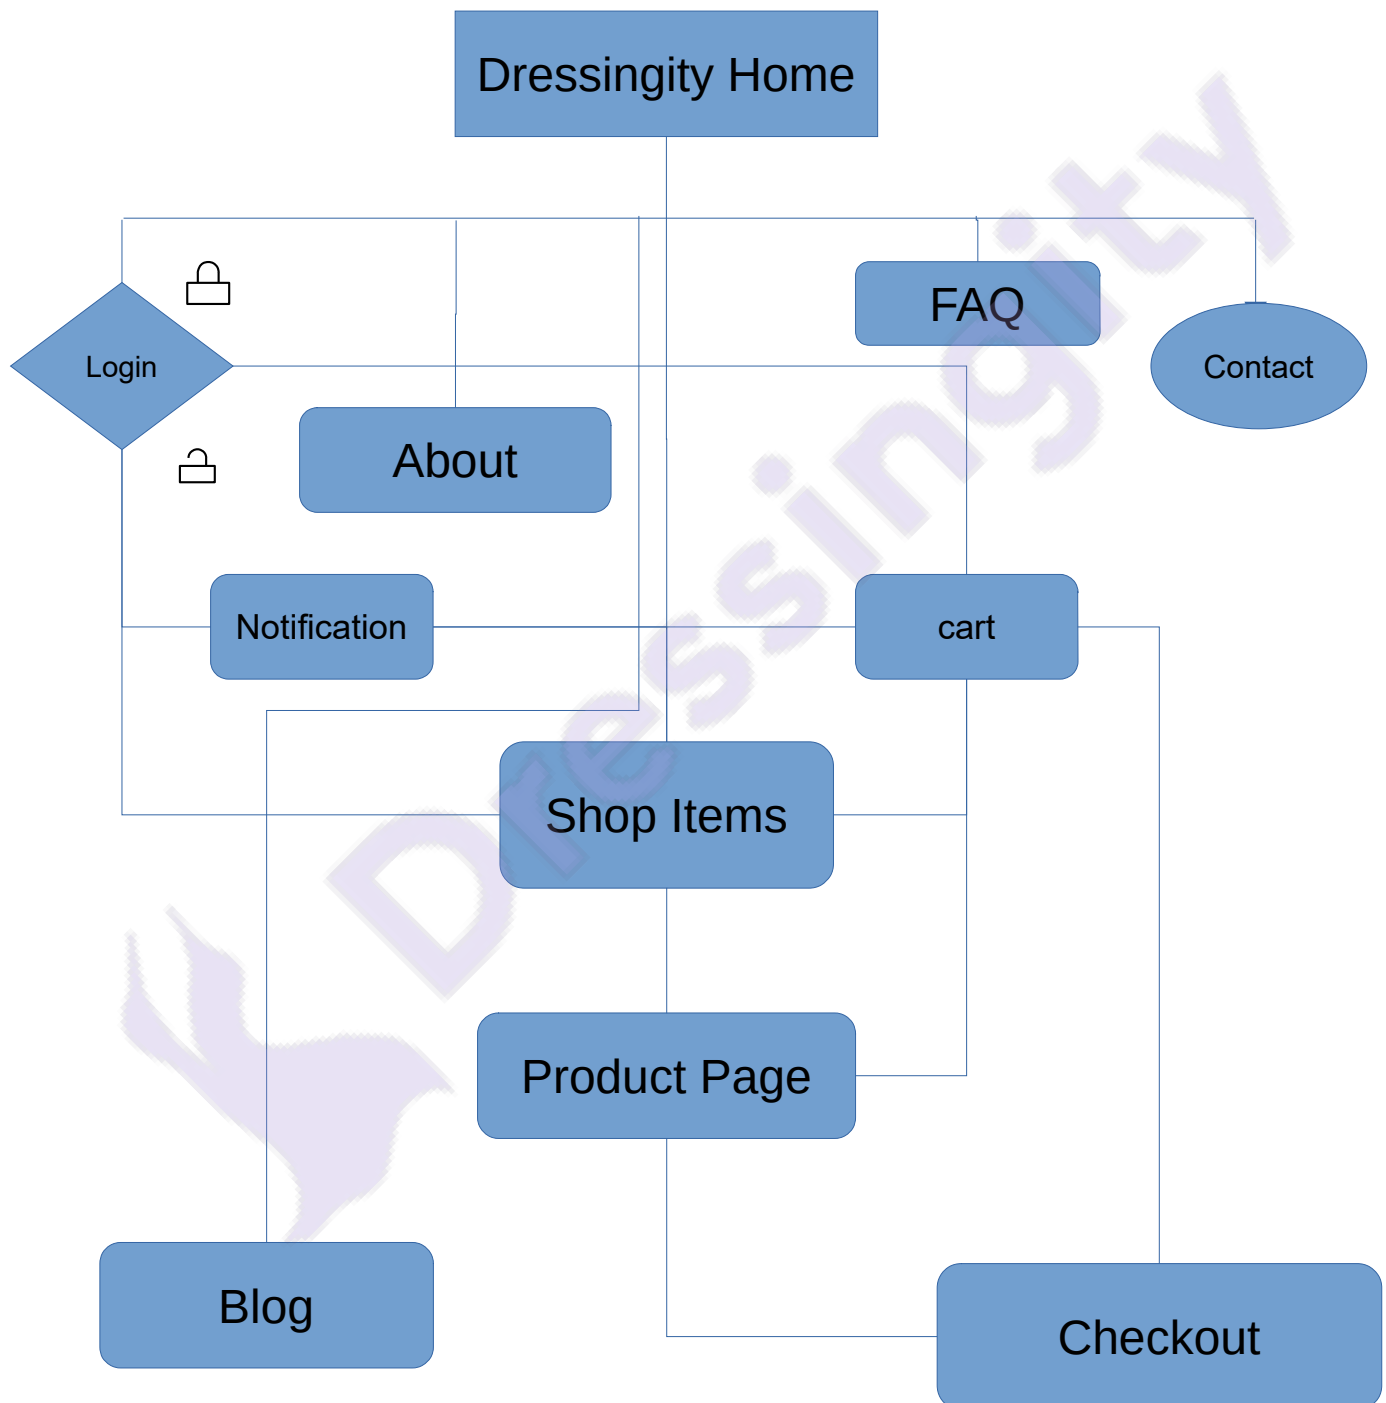 Dressingity Home
FAQ
Login
Contact
About
Notification
cart
Shop Items
Product Page
Blog
Checkout
Dressingity